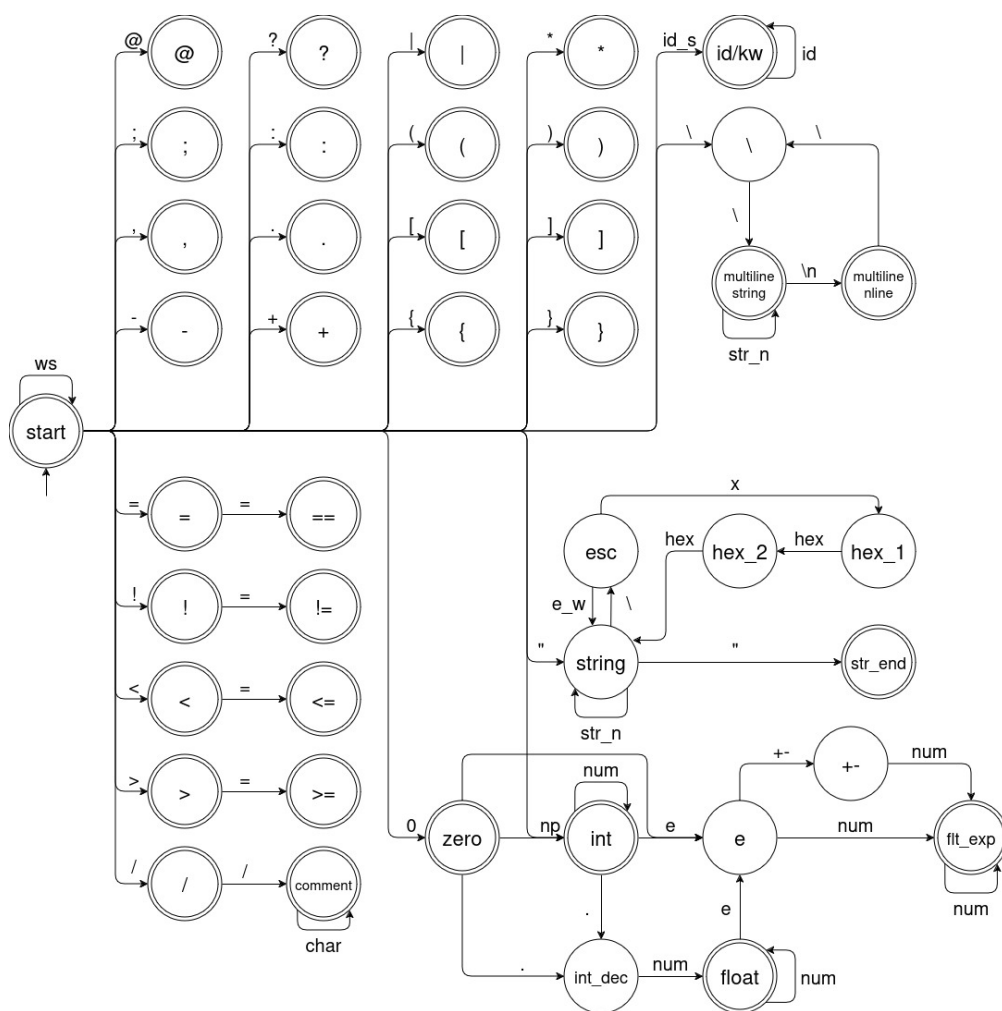 @ @ ? ? | | * * id_s id/kw id
; ; : : ( ( ) ) \ \ \
, , . . [ [ ] ] \
multiline string \n multiline nline
- - + + { { } } str_n
ws
start
x
= = = == esc hex hex_2 hex hex_1
! ! = != e_w \
" string " str_end
< < = <= str_n
+- +- num
> > = >= num
0 zero np int e e num flt_exp
/ / / comment . e num
char
. int_dec num float num